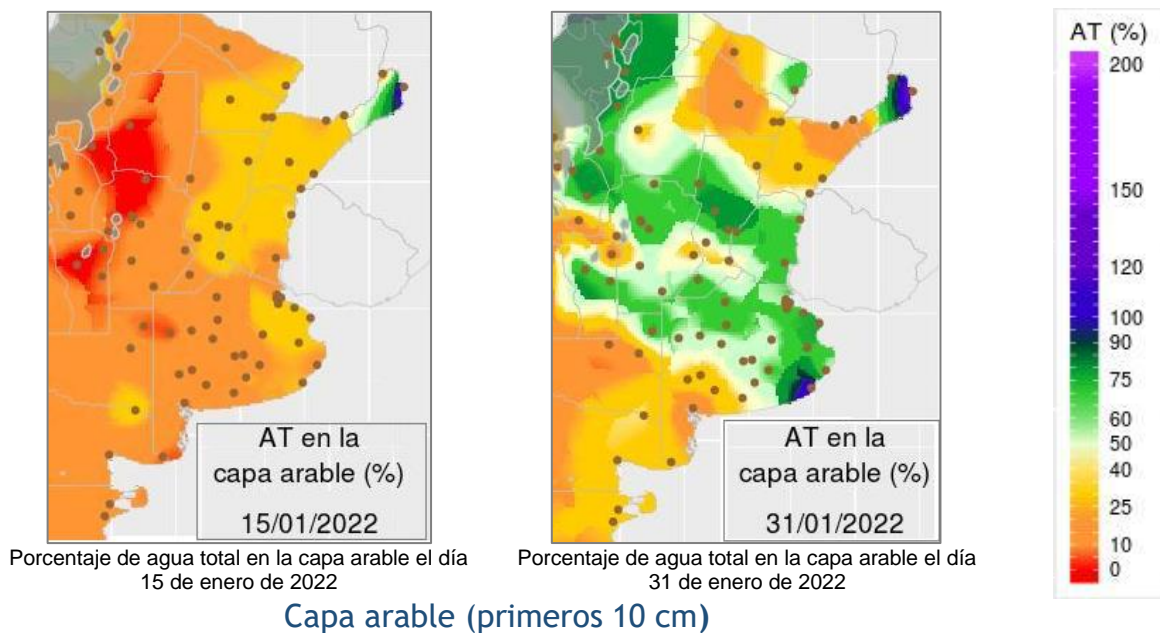 AT en la
capa arable (%)
15/01/2022
AT en la
capa arable (%)
31/01/2022
AT (%)
200
150
120
100
90
75
60
50
40
25
10
0
Porcentaje de agua total en la capa arable el día
15 de enero de 2022
Porcentaje de agua total en la capa arable el día
31 de enero de 2022
Capa arable (primeros 10 cm)